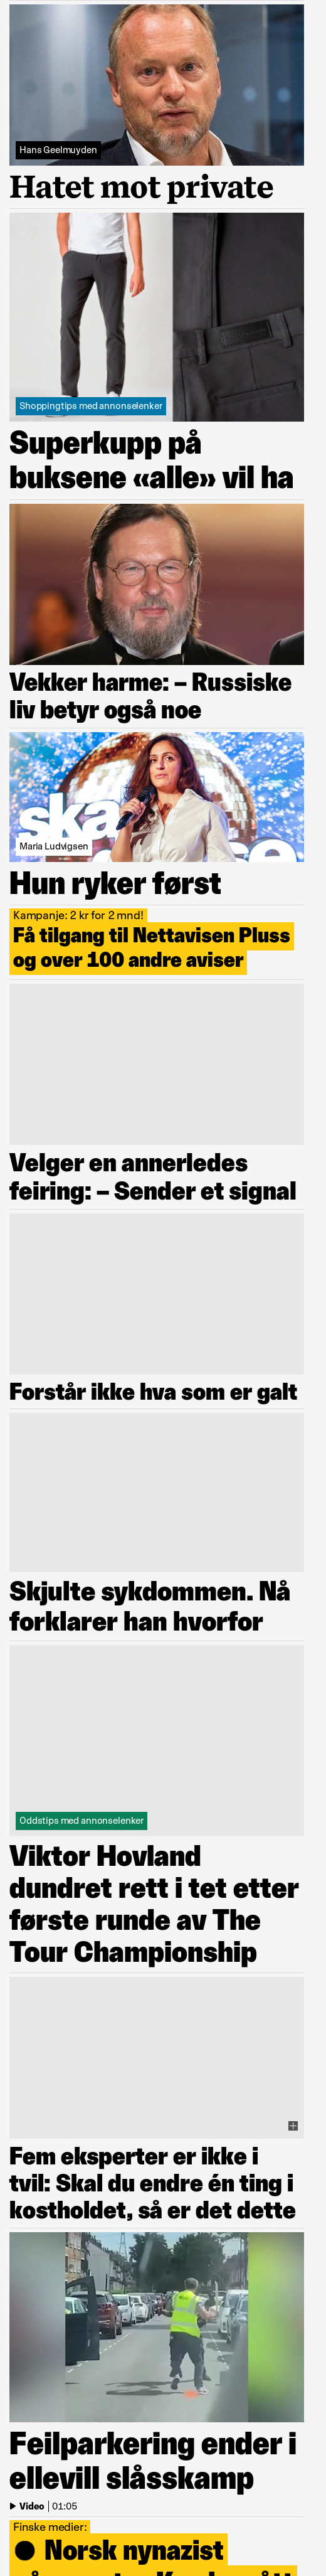 Hans Geelmuyden
Hatet mot private
Shoppingtips med annonselenker
Superkupp på
buksene «alle» vil ha
Vekker harme: – Russiske
liv betyr også noe
ska
Maria Ludvigsen
Hun ryker først
Kampanje: 2 kr for 2 mnd!
Få tilgang til Nettavisen Pluss
og over 100 andre aviser
Velger en annerledes
feiring: – Sender et signal
Forstår ikke hva som er galt
Skjulte sykdommen. Nå
forklarer han hvorfor
Oddstips med annonselenker
Viktor Hovland
dundret rett i tet etter
første runde av The
Tour Championship
Fem eksperter er ikke i
tvil: Skal du endre én ting i
kostholdet, så er det dette
Feilparkering ender i
ellevill slåsskamp
Video 01:05
Finske medier:
Norsk nynazist